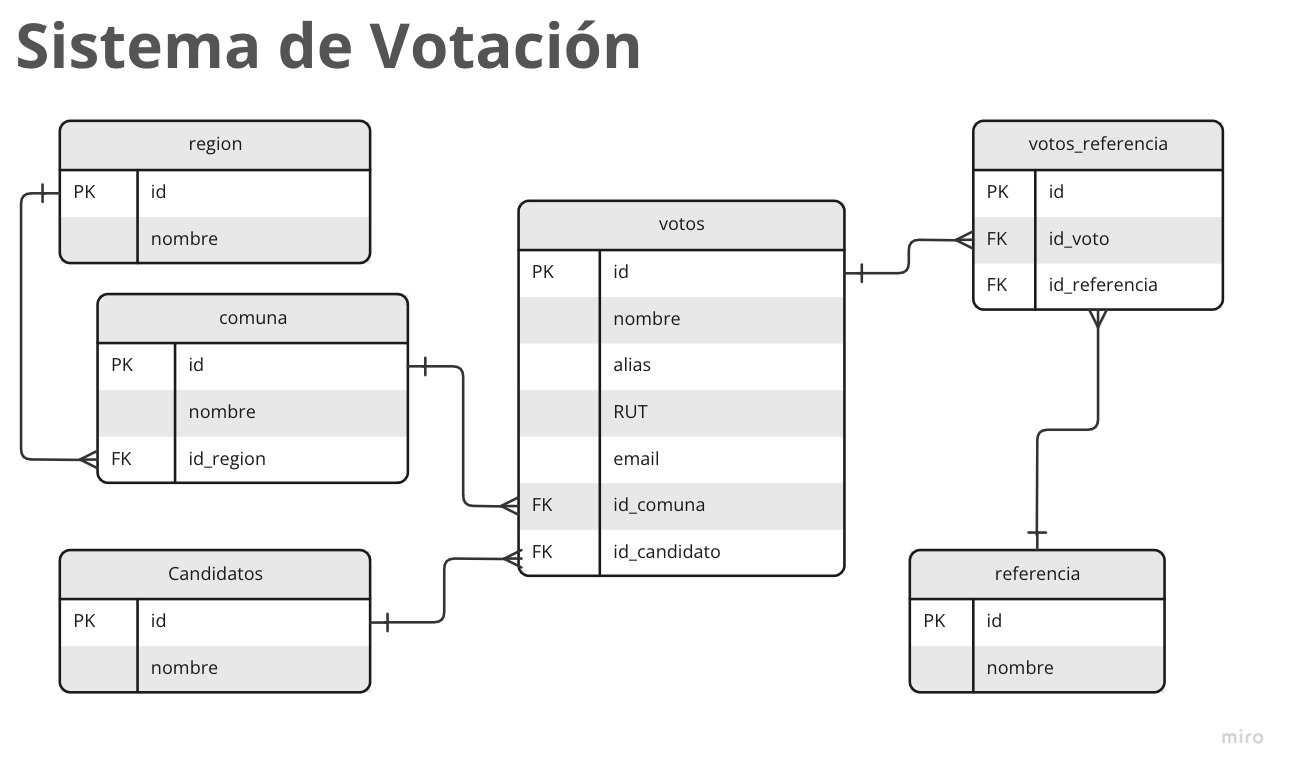 Sistema de Votación
region
PK id
nombre
comuna
PK id
nombre
FK id_region
Candidatos
PK id
nombre
votos
PK id
nombre
alias
RUT
email
FK id_comuna
FK id_candidato
votos_referencia
PK id
FK id_voto
FK id_referencia
referencia
PK id
nombre
miro